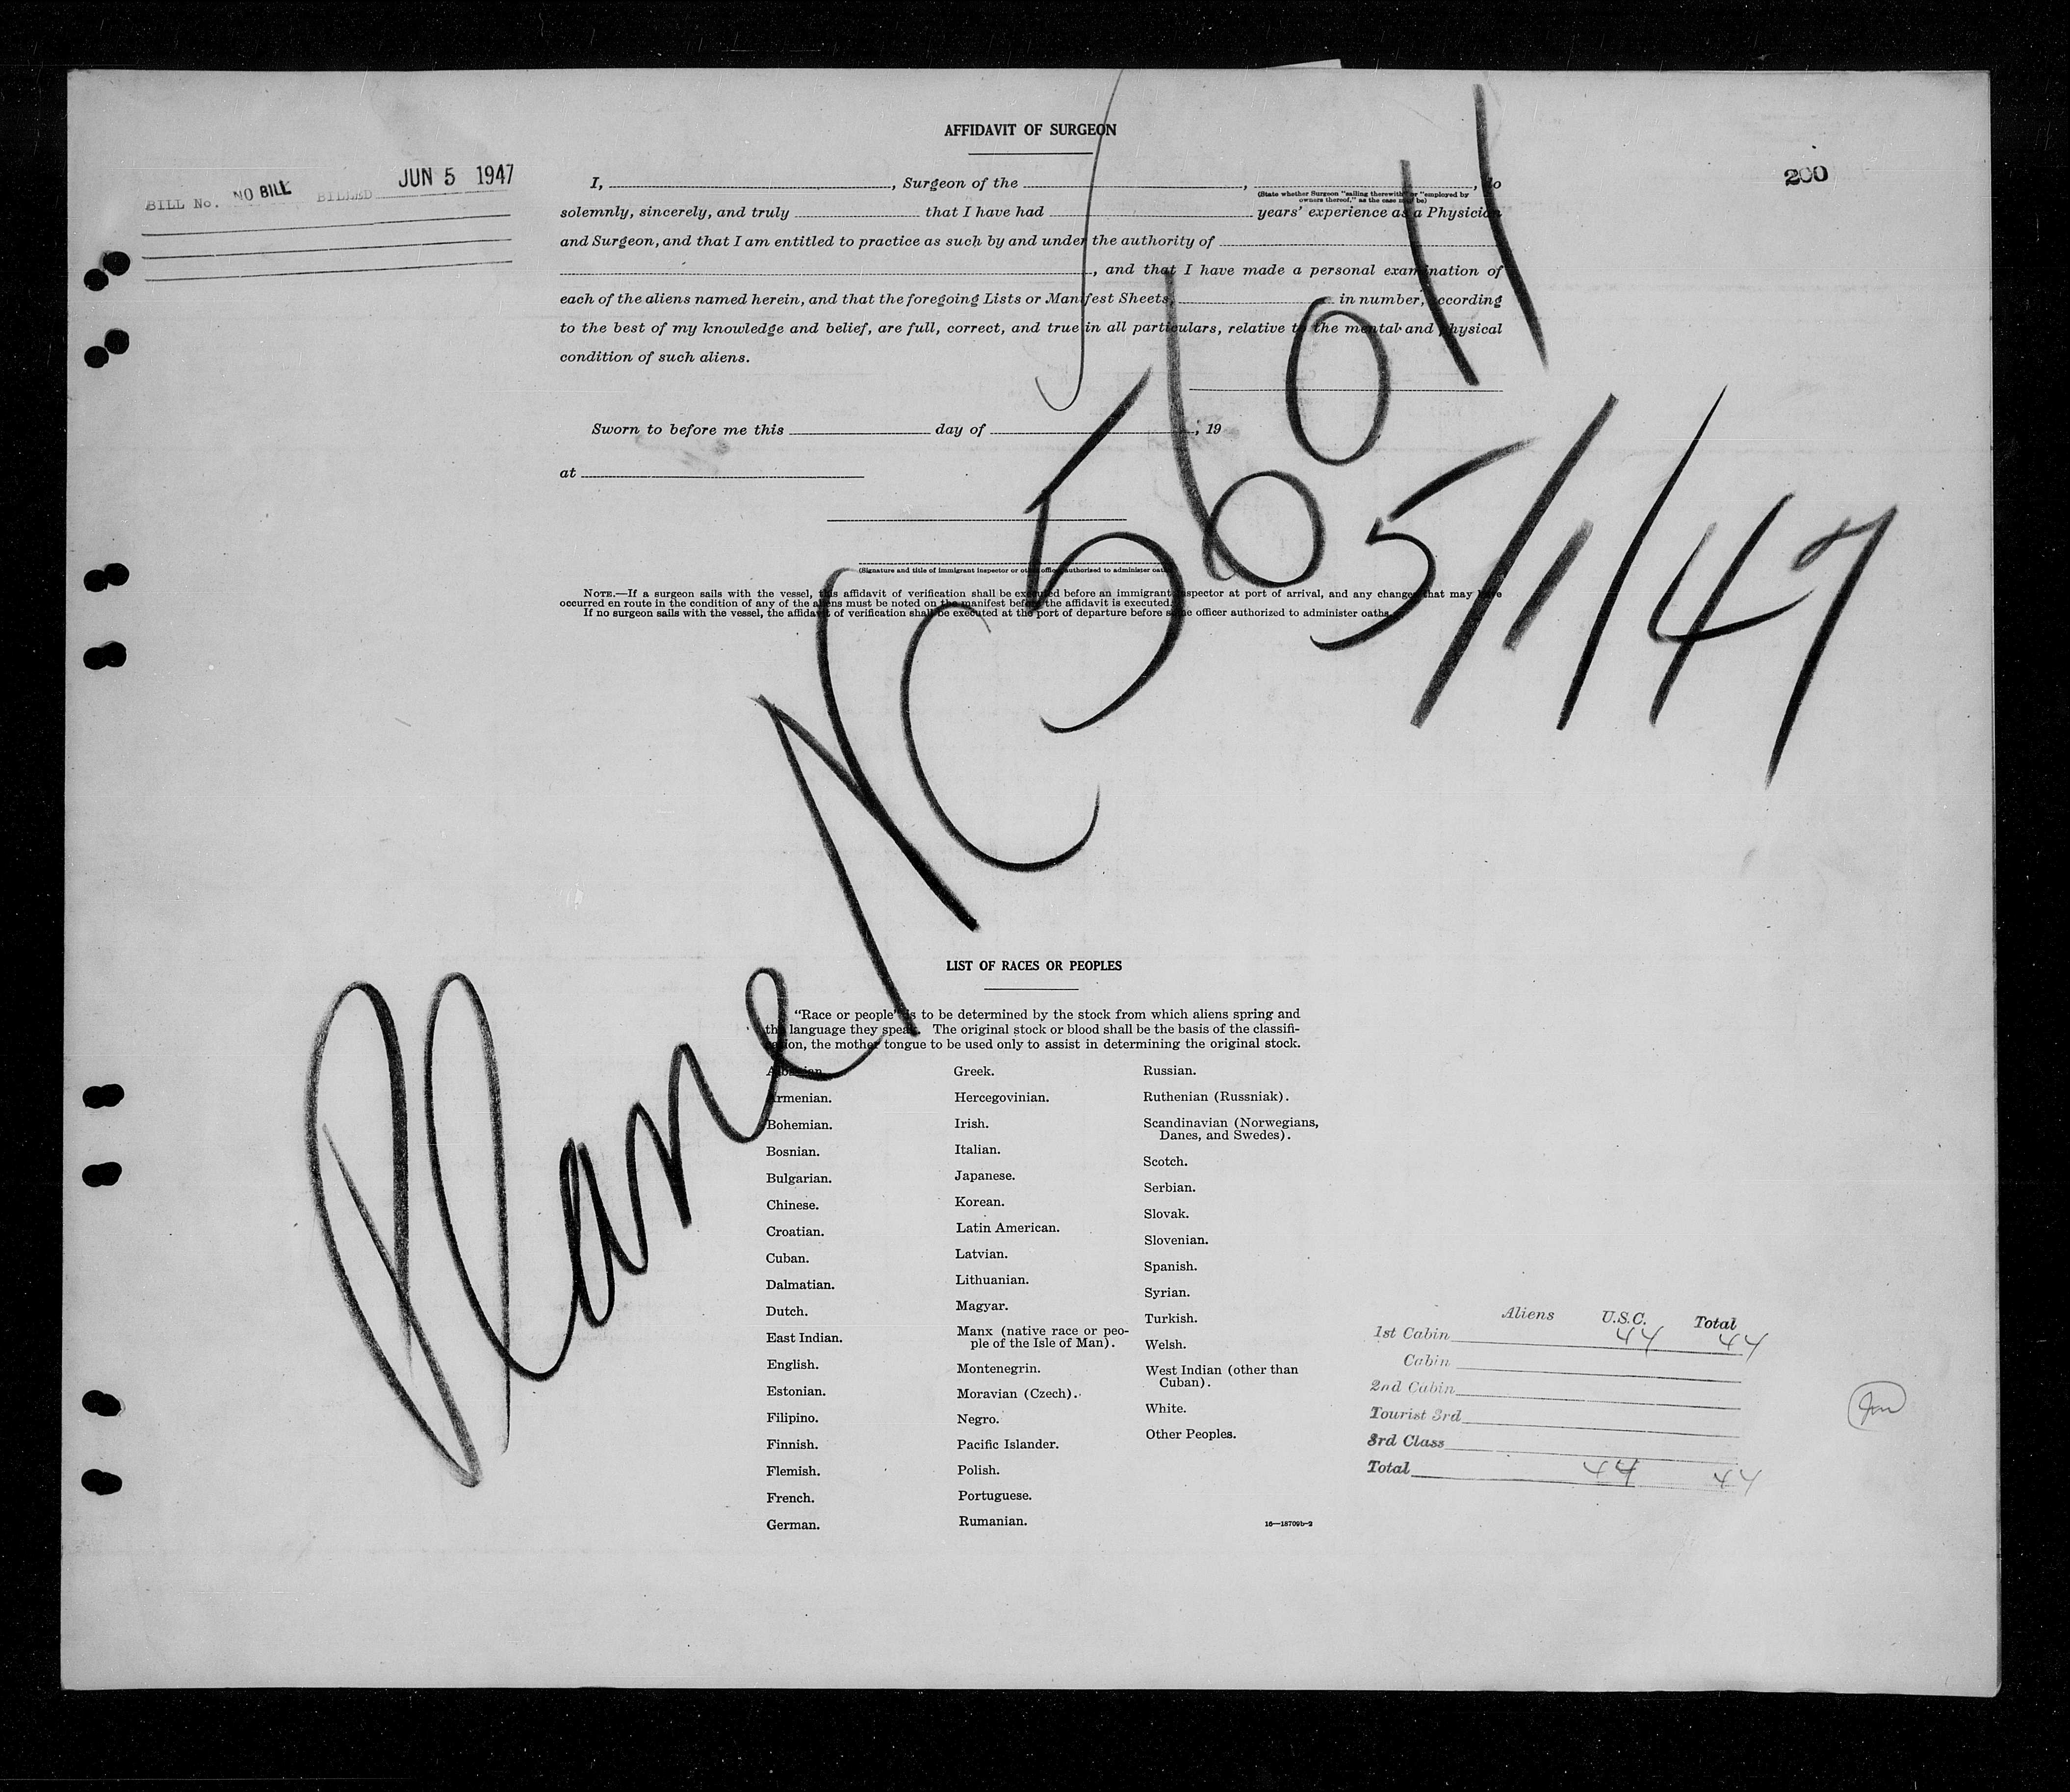 AFFIDAVIT OF SURGEON
BILL No. NO BILL BILLED JUN 5 1947
200
I, , Surgeon of the , , do
(State whether Surgeon "sailing therewith" or "employed by
owners thereof," as the case may be)
solemnly, sincerely, and truly that I have had years' experience as a Physician
and Surgeon, and that I am entitled to practice as such by and under the authority of
, and that I have made a personal examination of
each of the aliens named herein, and that the foregoing Lists or Manifest Sheets, in number, according
to the best of my knowledge and belief, are full, correct, and true in all particulars, relative to the mental and physical
condition of such aliens.
Sworn to before me this day of , 19
at
(Signature and title of immigrant inspector or other officer authorized to administer oaths)
NOTE.—If a surgeon sails with the vessel, this affidavit of verification shall be executed before an immigrant inspector at port of arrival, and any changes that may have
occurred en route in the condition of any of the aliens must be noted on the manifest before the affidavit is executed.
If no surgeon sails with the vessel, the affidavit of verification shall be executed at the port of departure before some officer authorized to administer oaths.
Plane NC 56011
5/1/47
LIST OF RACES OR PEOPLES
"Race or people" is to be determined by the stock from which aliens spring and
the language they speak. The original stock or blood shall be the basis of the classifi-
cation, the mother tongue to be used only to assist in determining the original stock.
Albanian.
Armenian.
Bohemian.
Bosnian.
Bulgarian.
Chinese.
Croatian.
Cuban.
Dalmatian.
Dutch.
East Indian.
English.
Estonian.
Filipino.
Finnish.
Flemish.
French.
German.
Greek.
Hercegovinian.
Irish.
Italian.
Japanese.
Korean.
Latin American.
Latvian.
Lithuanian.
Magyar.
Manx (native race or peo-
ple of the Isle of Man).
Montenegrin.
Moravian (Czech).
Negro.
Pacific Islander.
Polish.
Portuguese.
Rumanian.
Russian.
Ruthenian (Russniak).
Scandinavian (Norwegians,
Danes, and Swedes).
Scotch.
Serbian.
Slovak.
Slovenian.
Spanish.
Syrian.
Turkish.
Welsh.
West Indian (other than
Cuban).
White.
Other Peoples.
16—18709b-2
Aliens U.S.C. Total
1st Cabin 44 44
Cabin
2nd Cabin
Tourist 3rd
3rd Class
Total 44 44